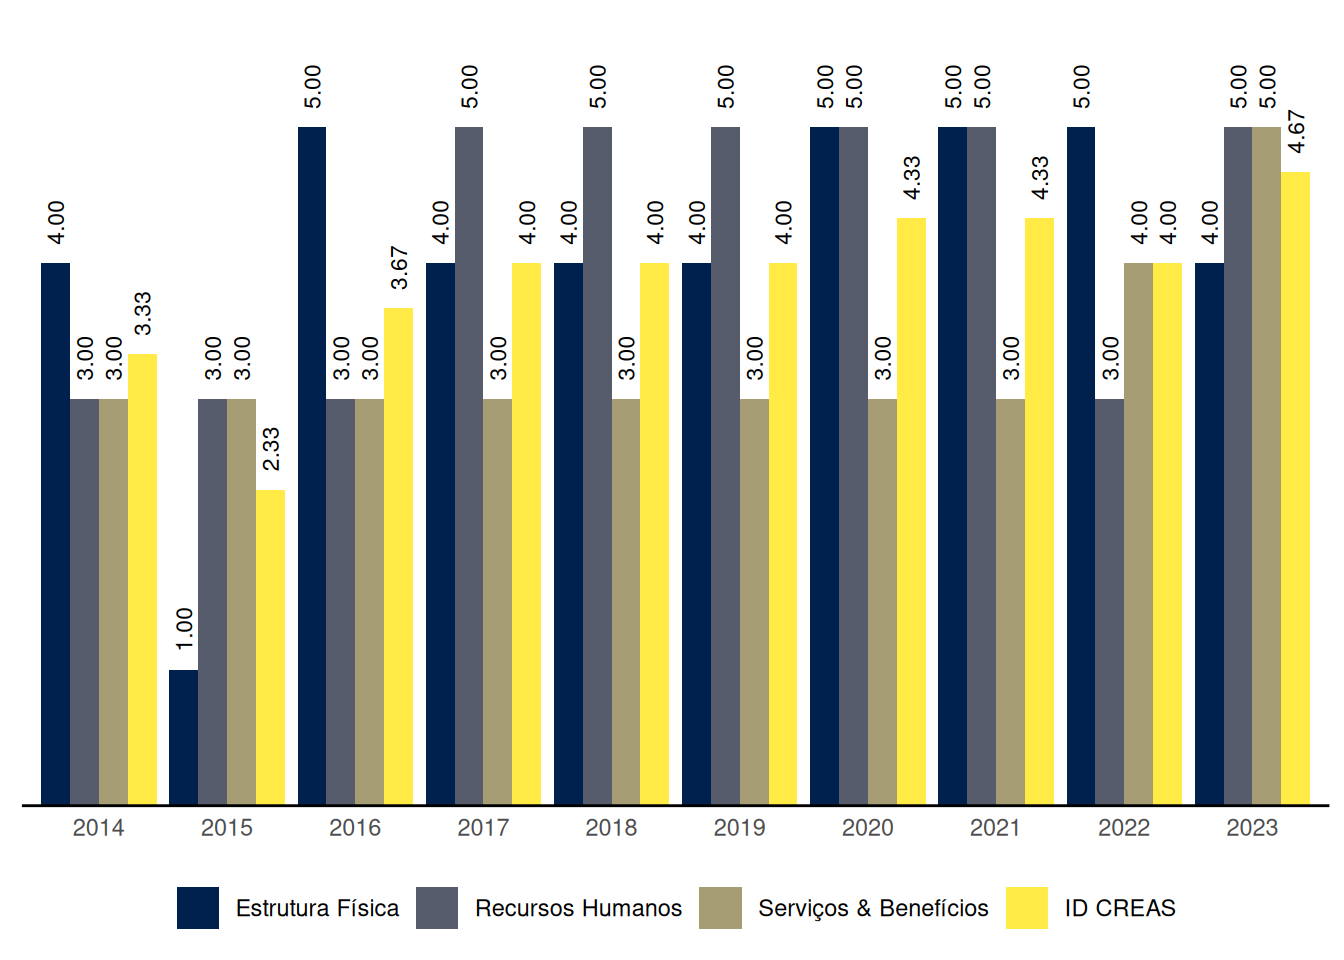 5.00 5.00 5.00 5.00 5.00 5.00 5.00 5.00 5.00 5.00 5.00
4.67
4.33 4.33
4.00 4.00 4.00 4.00 4.00 4.00 4.00 4.00 4.00 4.00
3.67
3.33
3.00 3.00 3.00 3.00 3.00 3.00 3.00 3.00 3.00 3.00 3.00 3.00
2.33
1.00
2014 2015 2016 2017 2018 2019 2020 2021 2022 2023
Estrutura Física Recursos Humanos Serviços & Benefícios ID CREAS